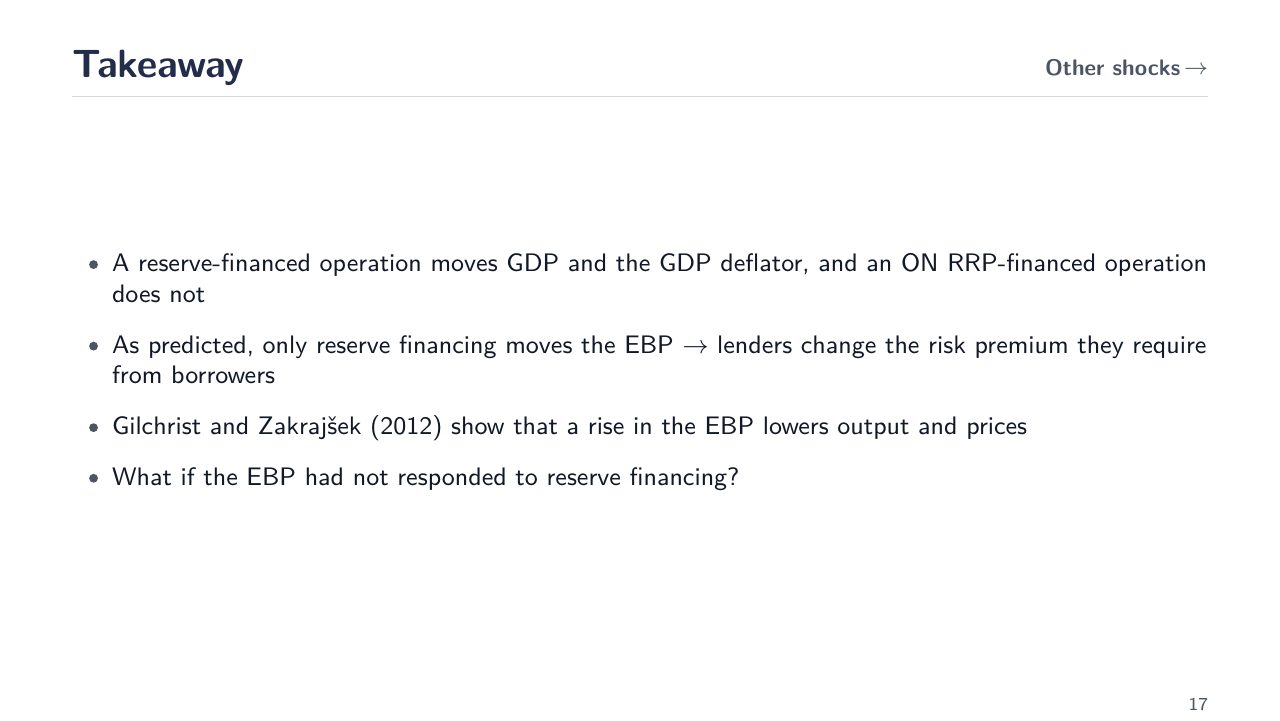 Takeaway
Other shocks →
• A reserve-financed operation moves GDP and the GDP deflator, and an ON RRP-financed operation
does not
• As predicted, only reserve financing moves the EBP → lenders change the risk premium they require
from borrowers
• Gilchrist and Zakrajšek (2012) show that a rise in the EBP lowers output and prices
• What if the EBP had not responded to reserve financing?
17